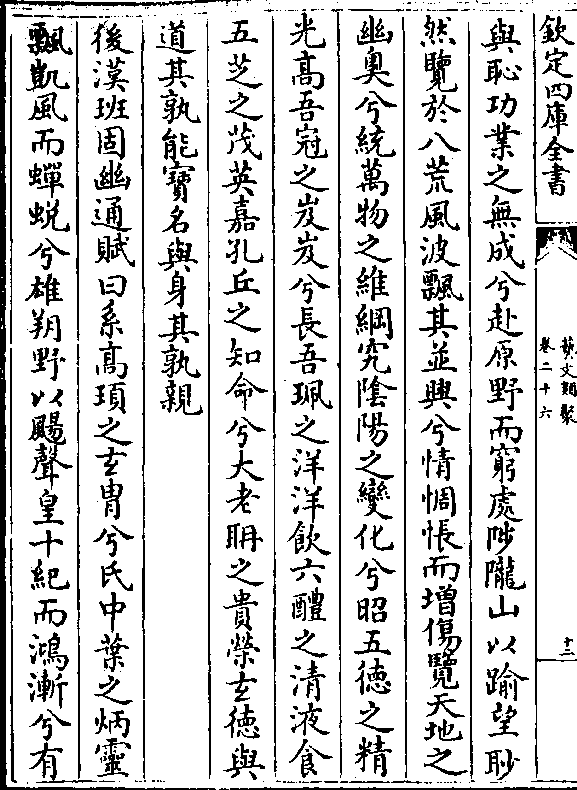 欽定四庫全書
藝文類聚
卷二十六
十二
與恥功業之無成兮赴原野而窮處陟隴山以踰望眇
然覽於八荒風波飄其並興兮情惆悵而增傷覽天地之
幽奥兮統萬物之維綱究陰陽之變化兮昭五徳之精
光髙吾冠之岌岌兮長吾珮之洋洋飲六醴之清液食
五芝之茂英嘉孔丘之知命兮大老聃之貴榮玄徳與
道其孰能寶名與身其孰親
後漢班固幽通賦曰系髙頊之玄胄兮氏中葉之炳靈
飄凱風而蟬蜕兮雄朔野以颺聲皇十紀而鴻漸兮有